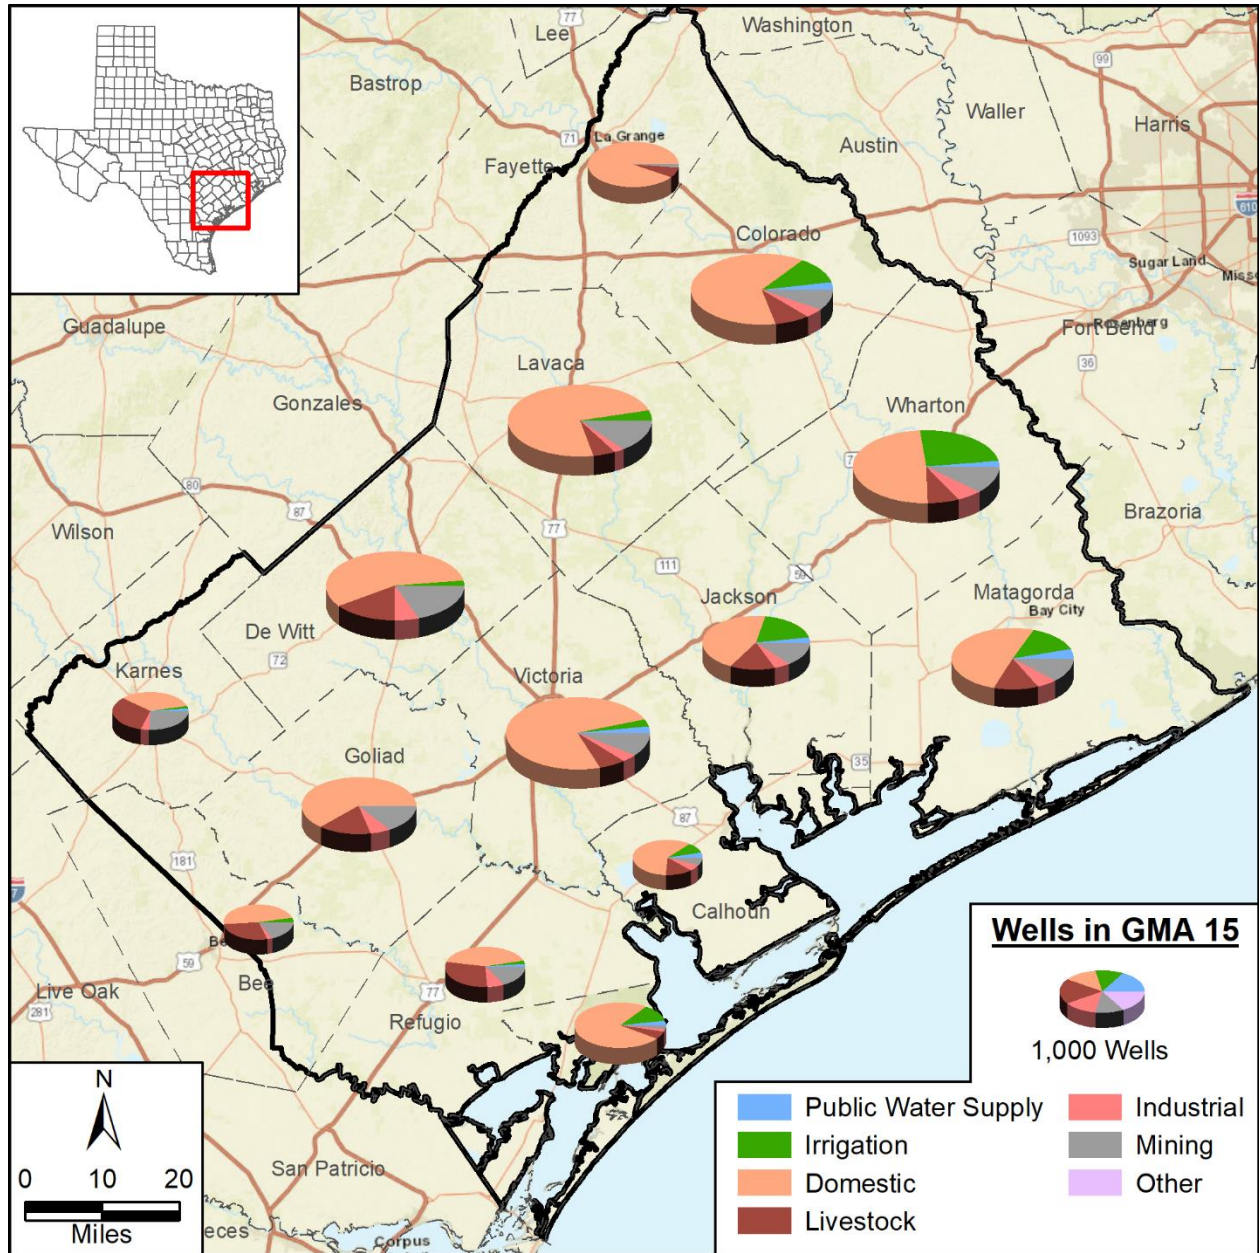 77
Washington
Lee
99
Bastrop
Waller
Harris
71
La Grange
Austin
Fayette
610
Colorado
1093
Sugar Land
Guadalupe
Rosenberg
Fort Bend
36
Lavaca
Gonzales
Wharton
80
87
77
Brazoria
Wilson
111
59
Jackson
Matagorda
Bay City
De Witt
72
Karnes
Victoria
Goliad
35
87
181
Calhoun
Wells in GMA 15
59
Bee
Live Oak
77
281
Refugio
1,000 Wells
N
0 10 20
Miles
San Patricio
Corpus
Public Water Supply
Industrial
Irrigation
Mining
Domestic
Other
Livestock